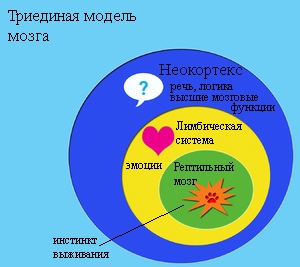 Триединая модель
мозга
Неокортекс
?
речь, логика
высшие мозговые
функции
Лимбическая
система
эмоции
Рептильный
мозг
инстинкт
выживания